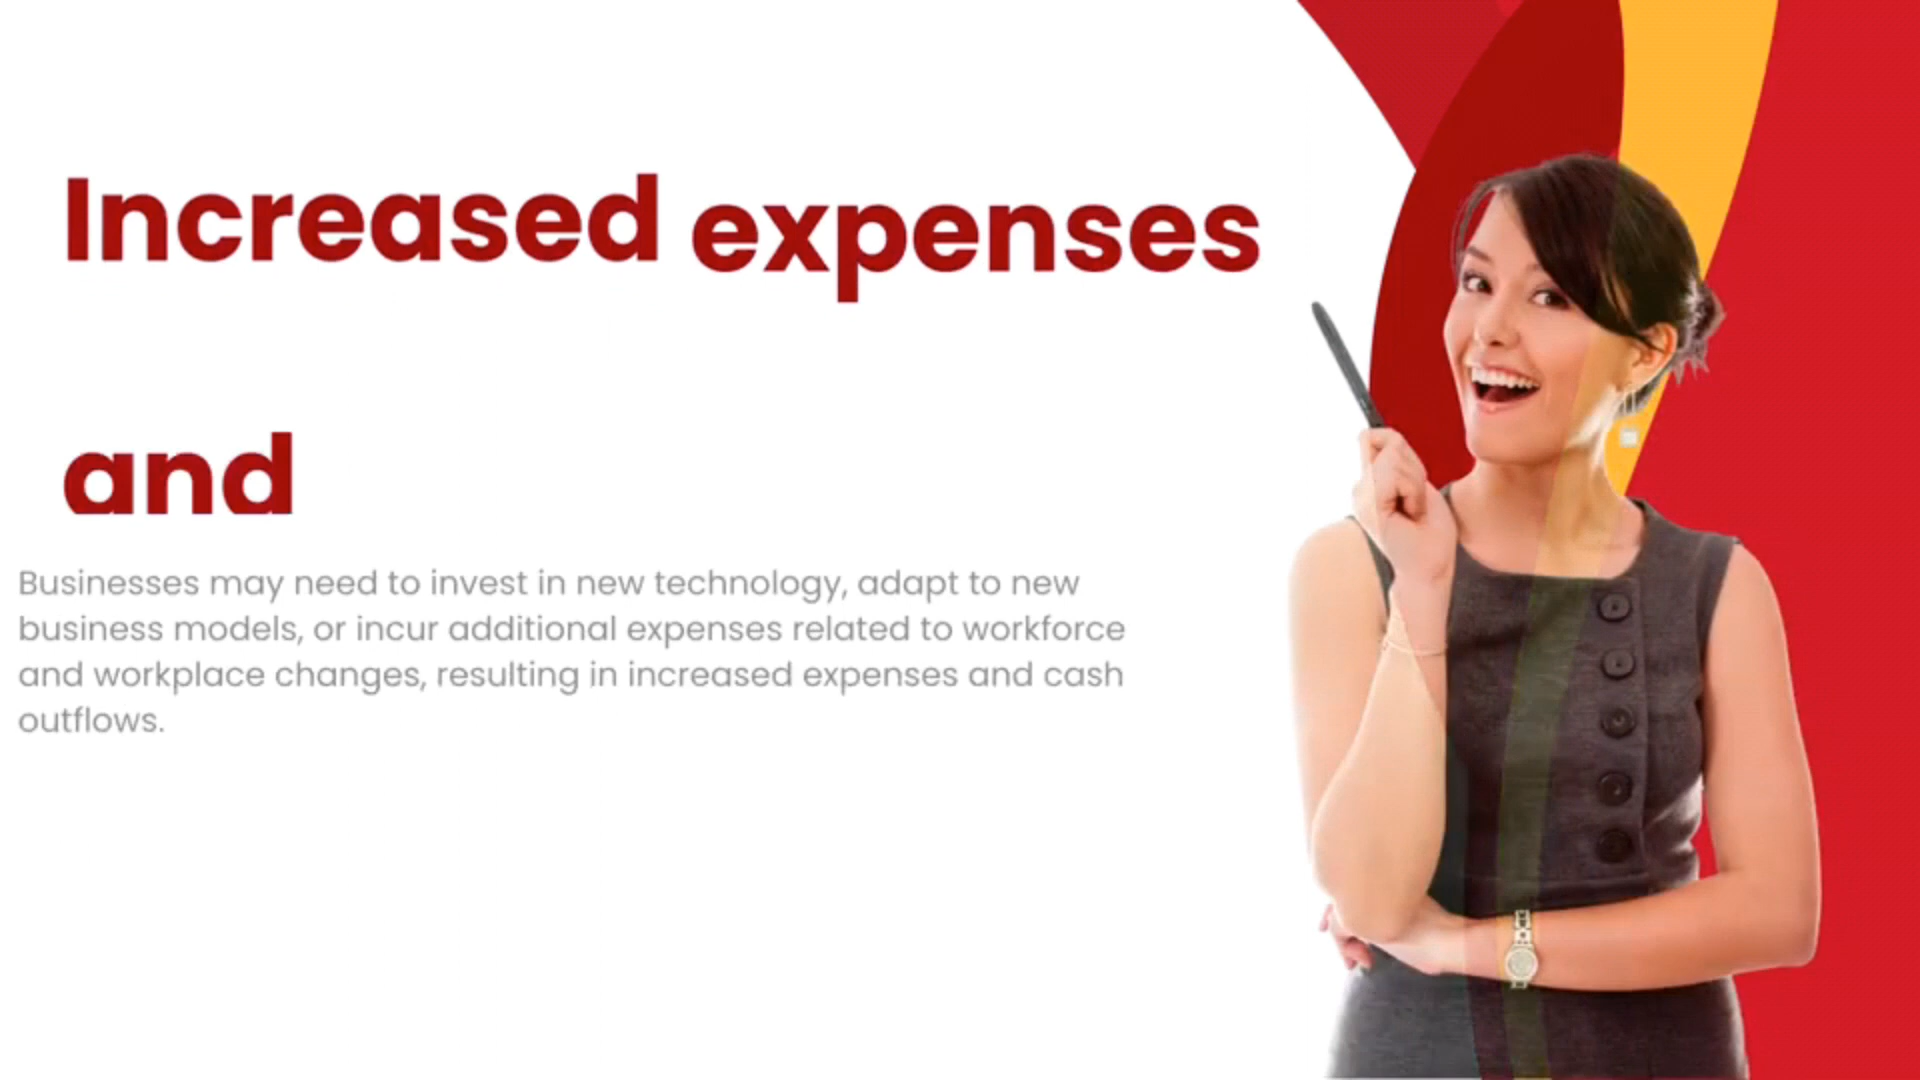 Increased expenses
and
Businesses may need to invest in new technology, adapt to new
business models, or incur additional expenses related to workforce
and workplace changes, resulting in increased expenses and cash
outflows.